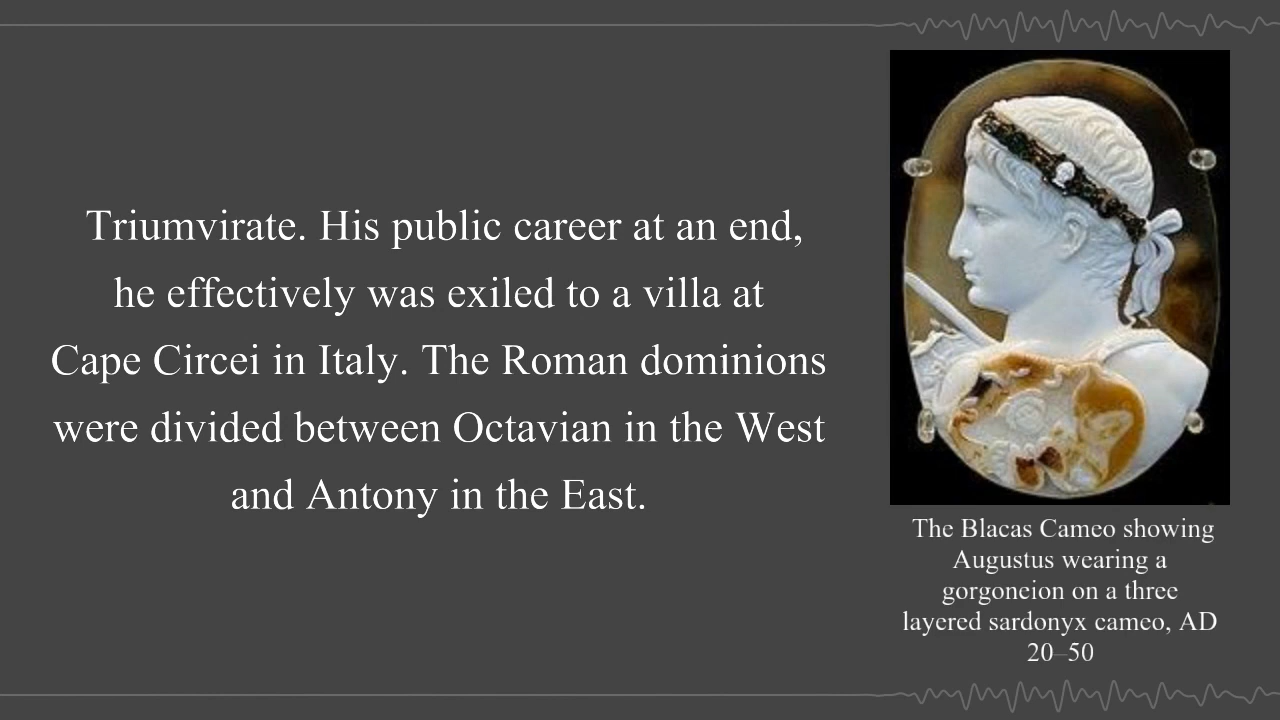 Triumvirate. His public career at an end,
he effectively was exiled to a villa at
Cape Circei in Italy. The Roman dominions
were divided between Octavian in the West
and Antony in the East.
The Blacas Cameo showing
Augustus wearing a
gorgoneion on a three
layered sardonyx cameo, AD
20–50